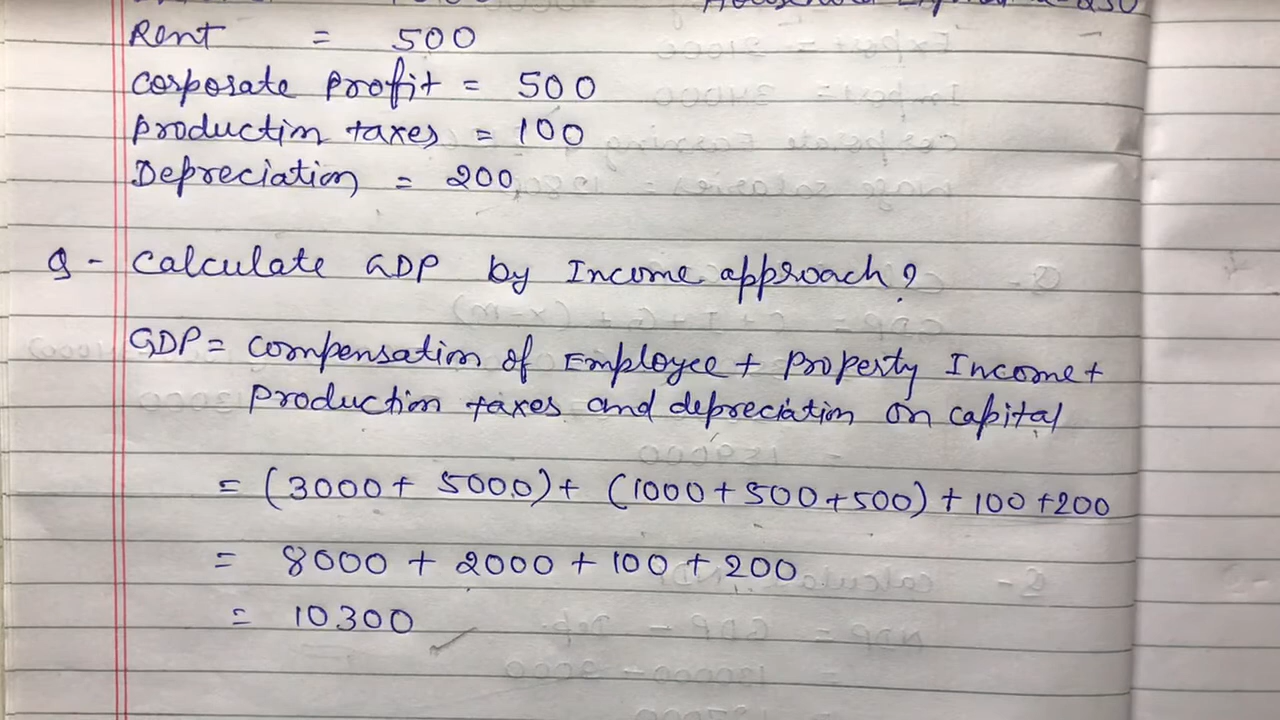 Rent = 500
Corporate Profit = 500
Production taxes = 100
Depreciation = 200
Q - Calculate GDP by Income approach?
GDP = Compensation of Employee + Property Income +
Production taxes and depreciation on capital
= (3000 + 5000) + (1000 + 500 + 500) + 100 + 200
= 8000 + 2000 + 100 + 200
= 10300